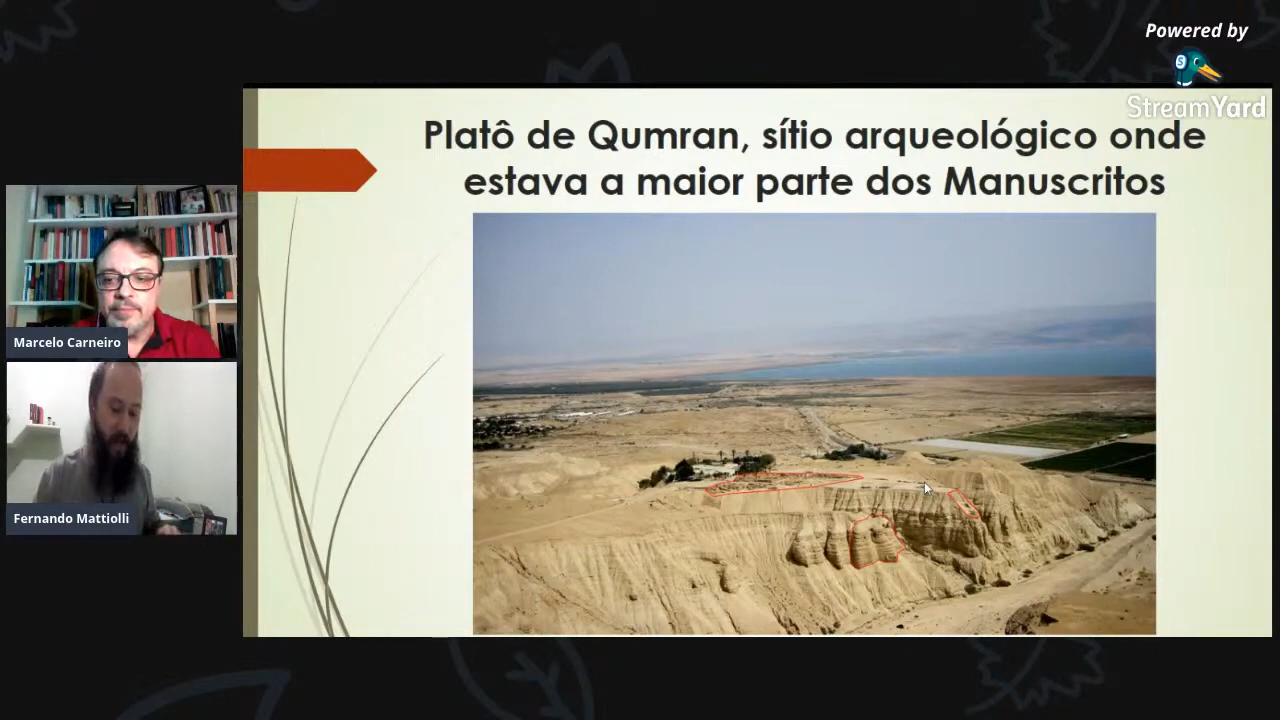 Powered by
StreamYard
Platô de Qumran, sítio arqueológico onde
estava a maior parte dos Manuscritos
Marcelo Carneiro
Fernando Mattiolli